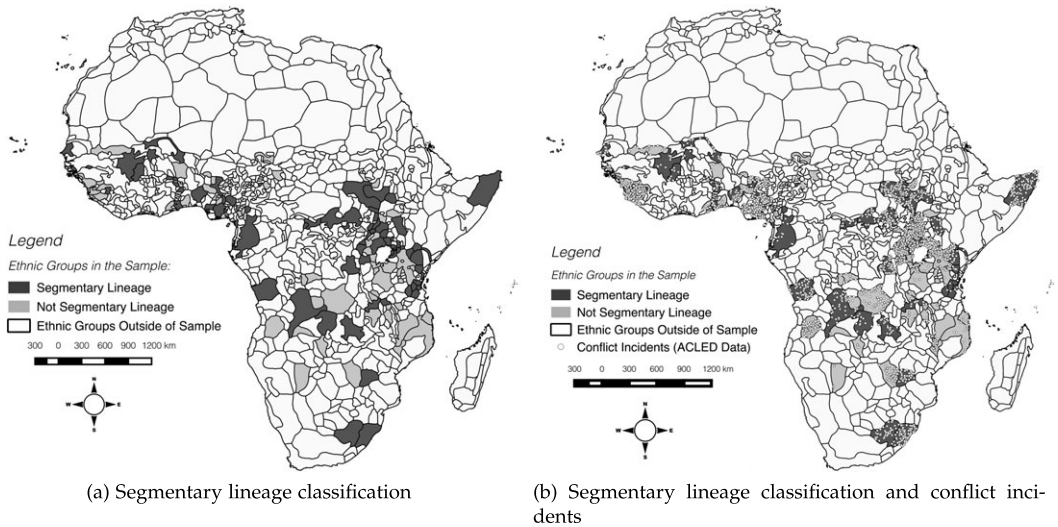 Legend
Ethnic Groups in the Sample:
Segmentary Lineage
Not Segmentary Lineage
Ethnic Groups Outside of Sample
300 0 300 600 900 1200 km
N
W E
S
(a) Segmentary lineage classification
Legend
Ethnic Groups in the Sample
Segmentary Lineage
Not Segmentary Lineage
Ethnic Groups Outside of Sample
Conflict Incidents (ACLED Data)
300 0 300 600 900 1200 km
N
W E
S
(b) Segmentary lineage classification and conflict inci-
dents